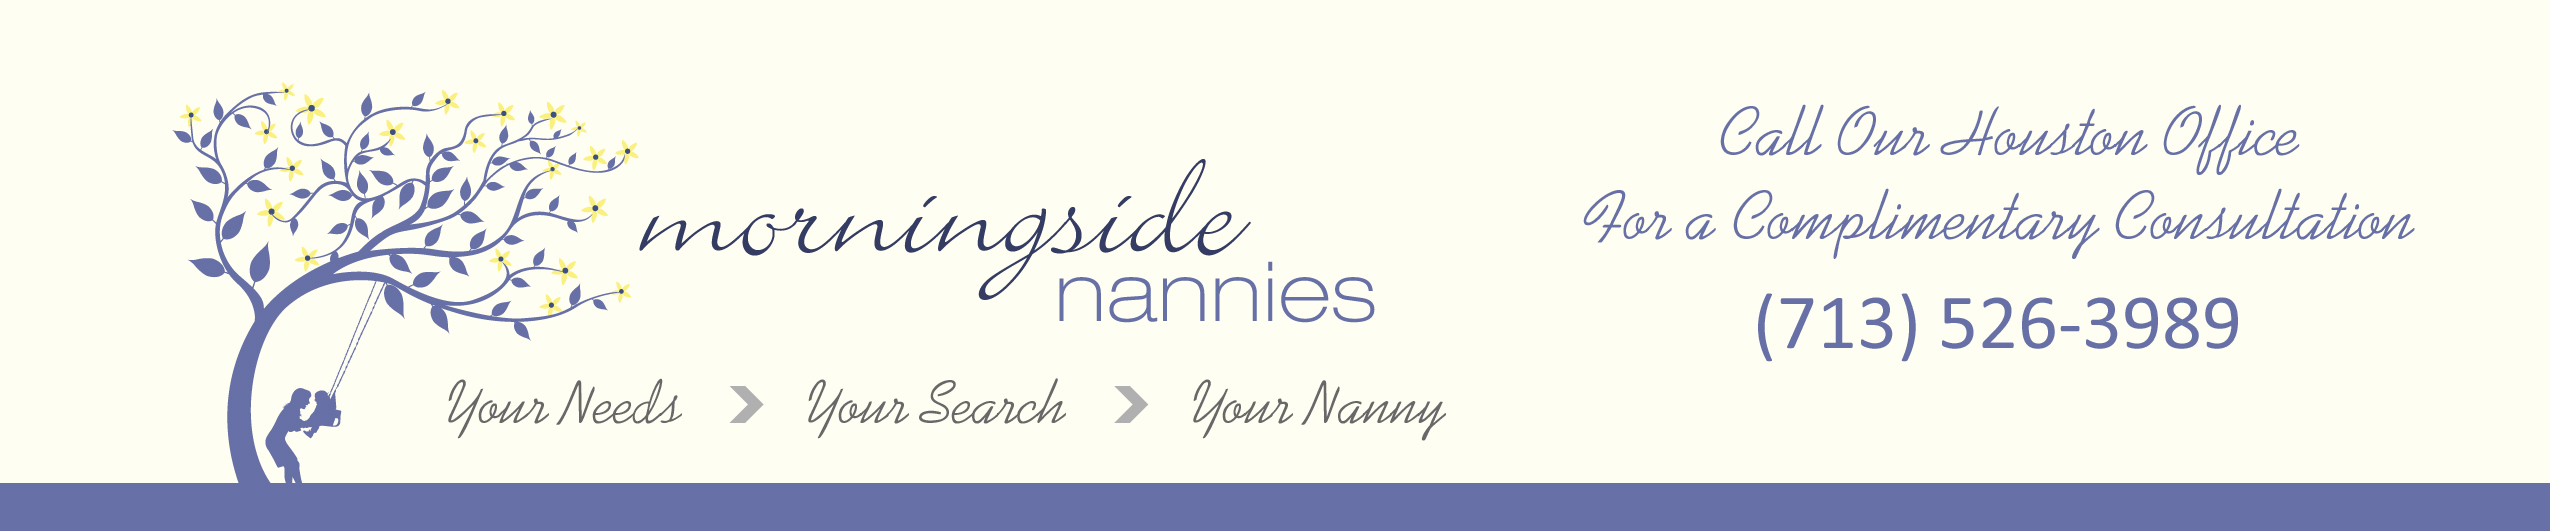 morningside
nannies
Your Needs > Your Search > Your Nanny
Call Our Houston Office
For a Complimentary Consultation
(713) 526-3989